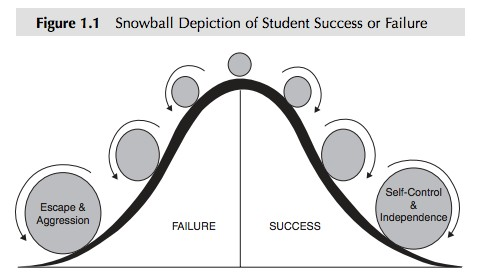 Figure 1.1 Snowball Depiction of Student Success or Failure
Escape &
Aggression
FAILURE
SUCCESS
Self-Control
&
Independence